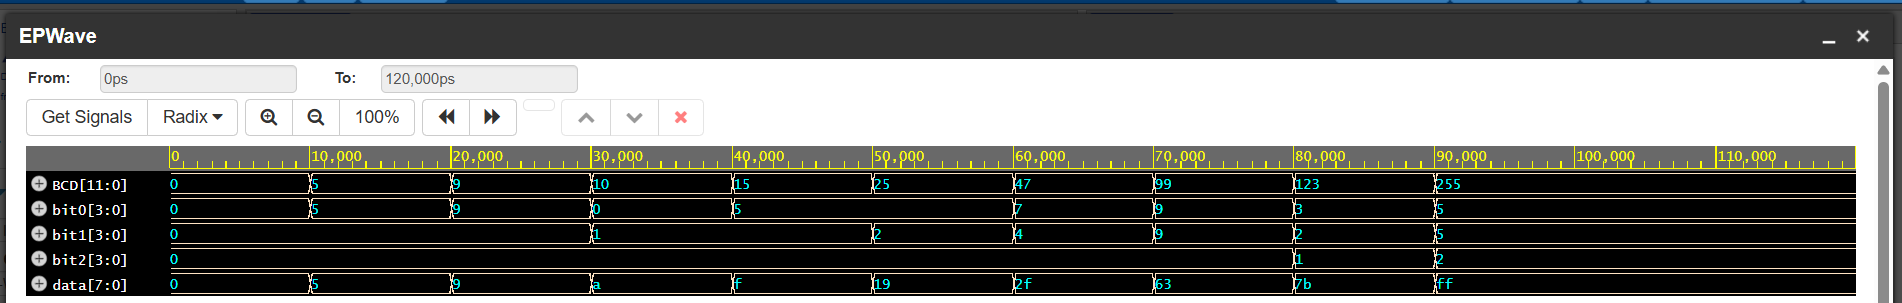 EPWave
From: 0ps To: 120,000ps
Get Signals Radix 100%
0 10,000 20,000 30,000 40,000 50,000 60,000 70,000 80,000 90,000 100,000 110,000
BCD[11:0] 0 5 9 10 15 25 47 99 123 255
bit0[3:0] 0 5 9 0 5 7 9 3 5
bit1[3:0] 0 1 2 4 9 2 5
bit2[3:0] 0 1 2
data[7:0] 0 5 9 a f 19 2f 63 7b ff